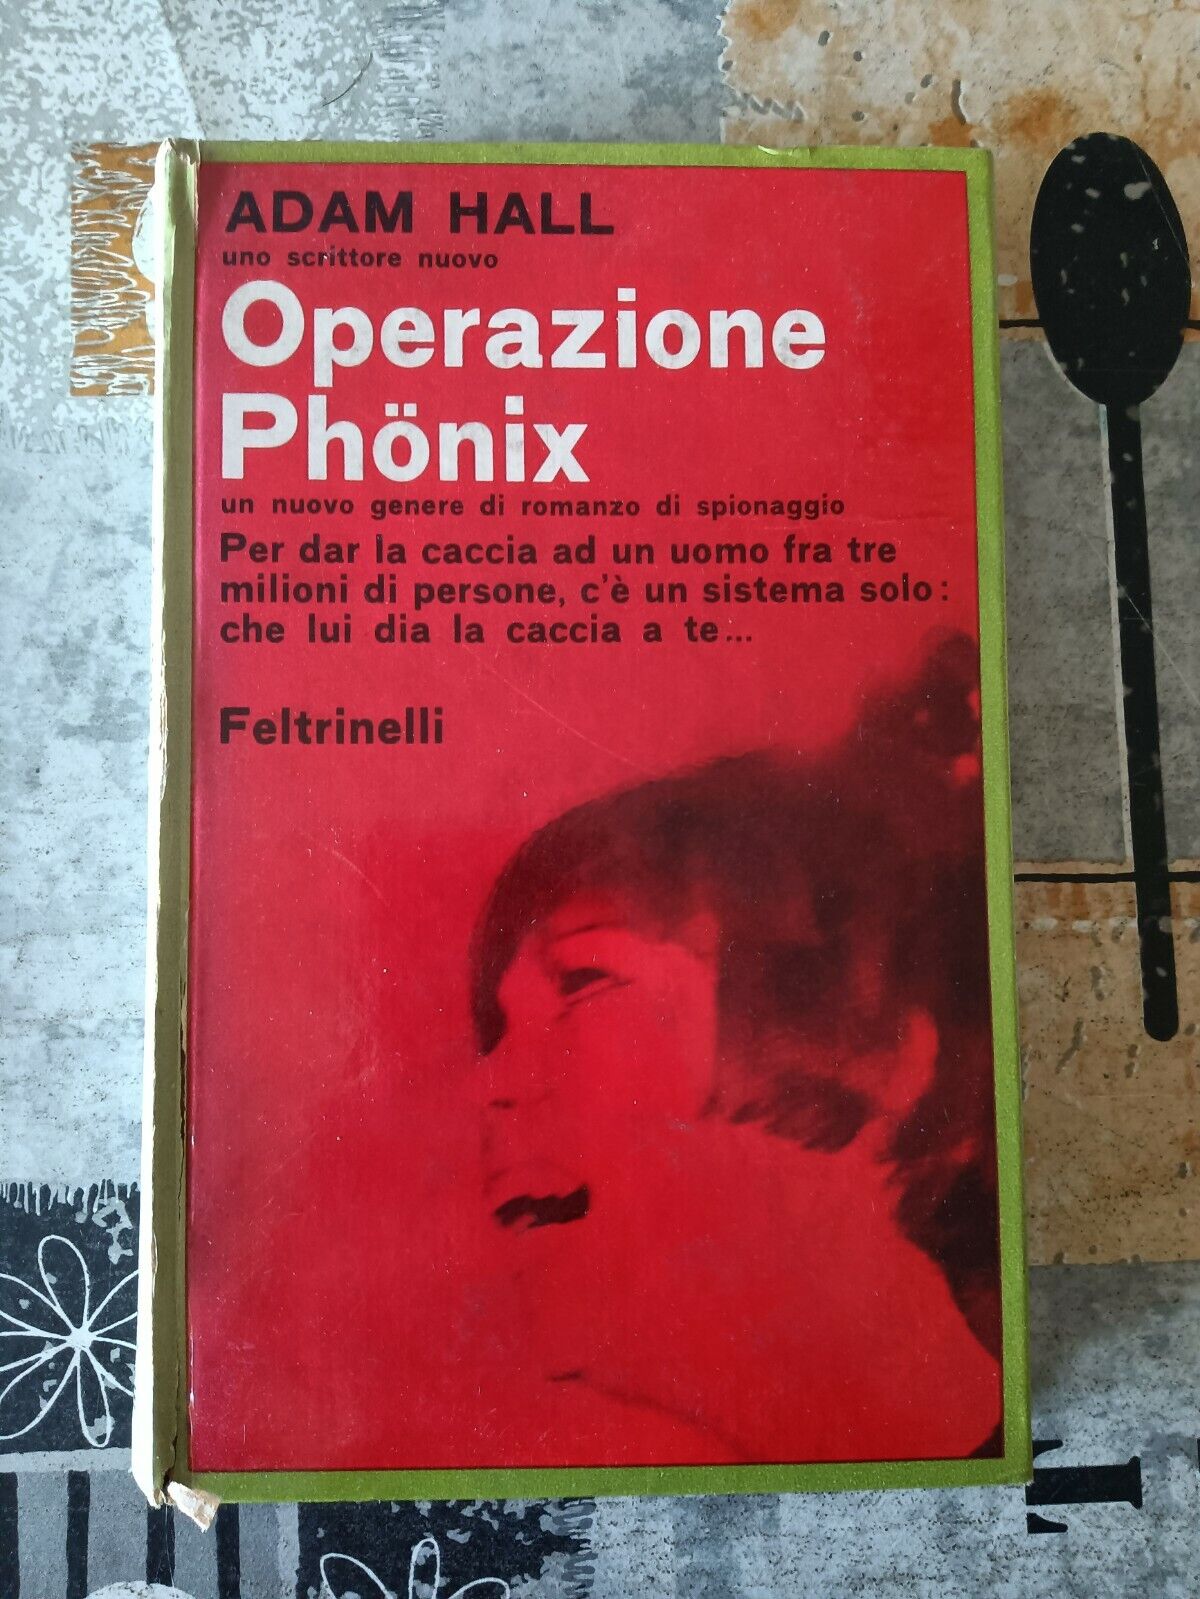 ADAM HALL
uno scrittore nuovo
Operazione
Phönix
un nuovo genere di romanzo di spionaggio
Per dar la caccia ad un uomo fra tre
milioni di persone, c'è un sistema solo:
che lui dia la caccia a te...
Feltrinelli